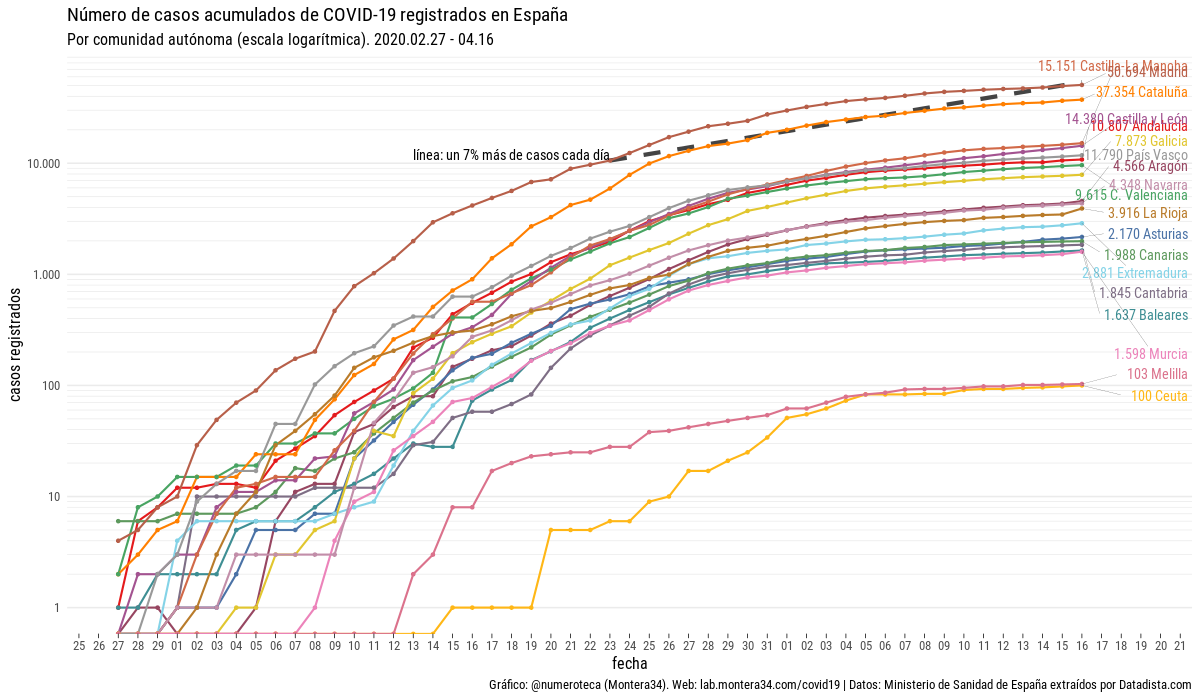 Número de casos acumulados de COVID-19 registrados en España
Por comunidad autónoma (escala logarítmica). 2020.02.27 - 04.16
15.151 Castilla-La Mancha
50.694 Madrid
37.354 Cataluña
14.380 Castilla y León
10.807 Andalucía
7.873 Galicia
11.790 País Vasco
4.566 Aragón
4.348 Navarra
9.615 C. Valenciana
3.916 La Rioja
2.170 Asturias
1.988 Canarias
2.881 Extremadura
1.845 Cantabria
1.637 Baleares
1.598 Murcia
103 Melilla
100 Ceuta
línea: un 7% más de casos cada día
casos registrados
10.000
1.000
100
10
1
25 26 27 28 29 01 02 03 04 05 06 07 08 09 10 11 12 13 14 15 16 17 18 19 20 21 22 23 24 25 26 27 28 29 30 31 01 02 03 04 05 06 07 08 09 10 11 12 13 14 15 16 17 18 19 20 21
fecha
Gráfico: @numeroteca (Montera34). Web: lab.montera34.com/covid19 | Datos: Ministerio de Sanidad de España extraídos por Datadista.com